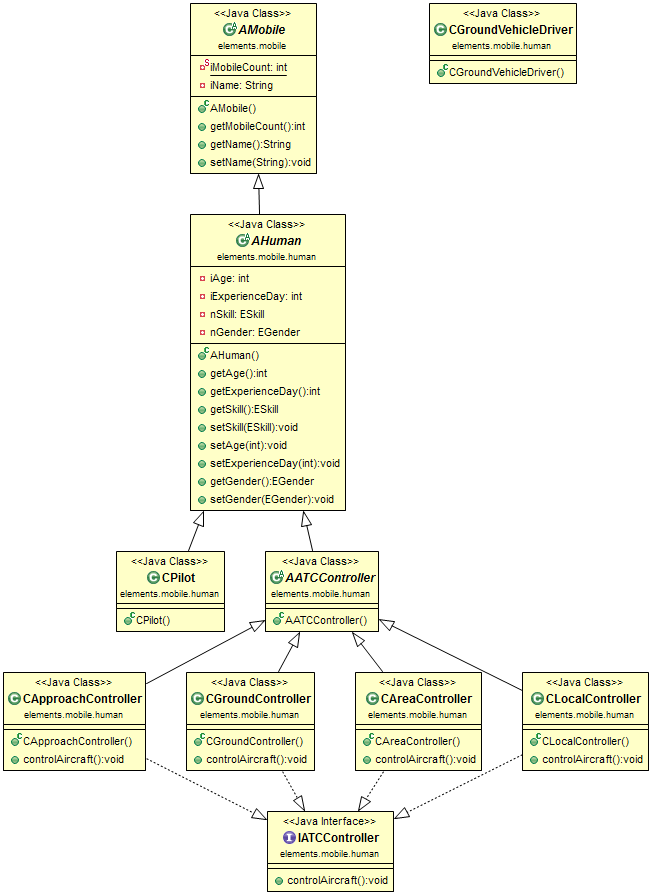 <<Java Class>>
AMobile
elements.mobile
iMobileCount: int
iName: String
AMobile()
getMobileCount():int
getName():String
setName(String):void
<<Java Class>>
CGroundVehicleDriver
elements.mobile.human
CGroundVehicleDriver()
<<Java Class>>
AHuman
elements.mobile.human
iAge: int
iExperienceDay: int
nSkill: ESkill
nGender: EGender
AHuman()
getAge():int
getExperienceDay():int
getSkill():ESkill
setSkill(ESkill):void
setAge(int):void
setExperienceDay(int):void
getGender():EGender
setGender(EGender):void
<<Java Class>>
CPilot
elements.mobile.human
CPilot()
<<Java Class>>
AATCController
elements.mobile.human
AATCController()
<<Java Class>>
CApproachController
elements.mobile.human
CApproachController()
controlAircraft():void
<<Java Class>>
CGroundController
elements.mobile.human
CGroundController()
controlAircraft():void
<<Java Class>>
CAreaController
elements.mobile.human
CAreaController()
controlAircraft():void
<<Java Class>>
CLocalController
elements.mobile.human
CLocalController()
controlAircraft():void
<<Java Interface>>
IATCController
elements.mobile.human
controlAircraft():void